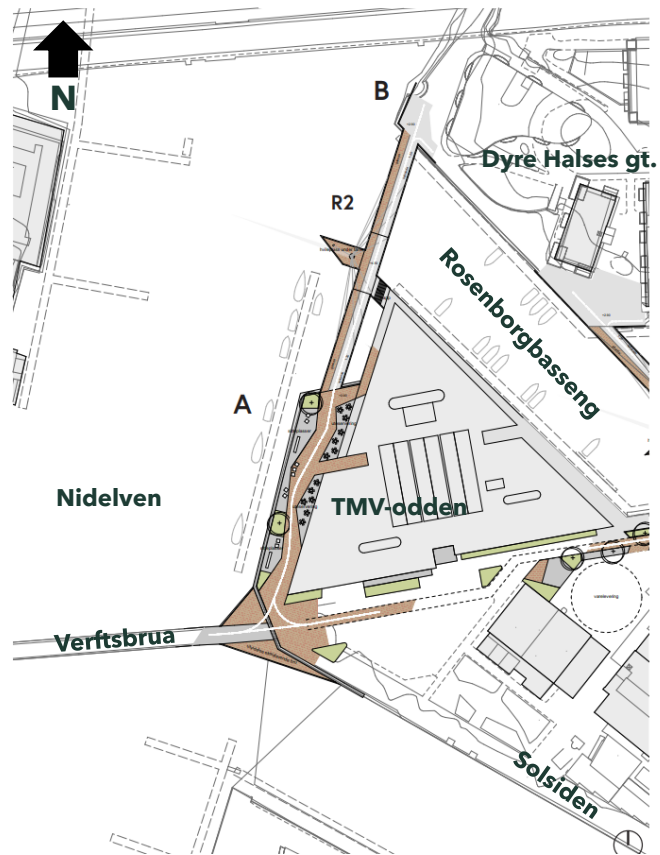 N
B
Dyre Halses gt.
R2
Rosenborgbasseng
A
Nidelven
TMV-odden
Verftsbrua
Solsiden